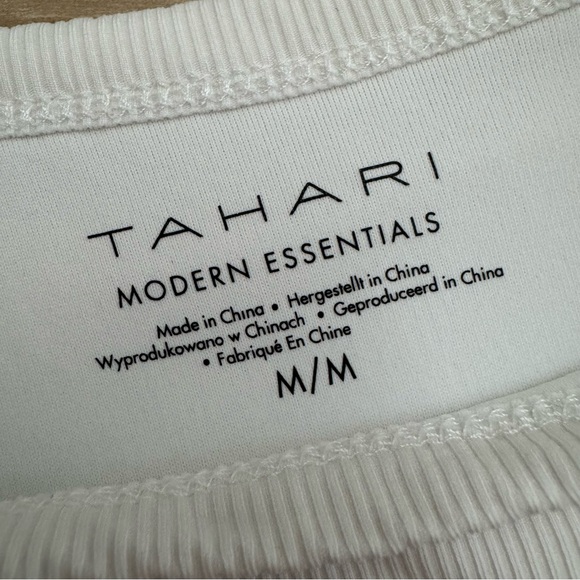 TAHARI
MODERN ESSENTIALS
Made in China • Hergestellt in China
Wyprodukowano w Chinach • Geproduceerd in China
• Fabriqué En Chine
M/M